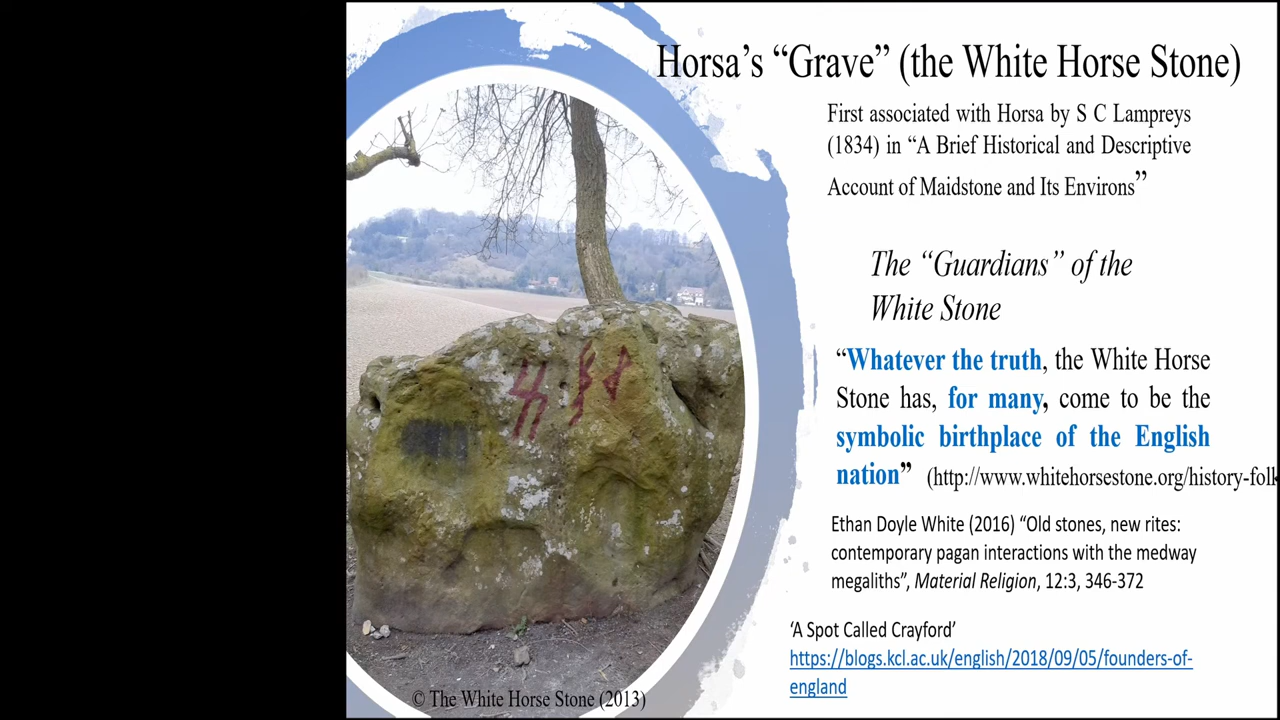 Horsa’s “Grave” (the White Horse Stone)
First associated with Horsa by S C Lampreys
(1834) in “A Brief Historical and Descriptive
Account of Maidstone and Its Environs”
The “Guardians” of the
White Stone
“Whatever the truth, the White Horse
Stone has, for many, come to be the
symbolic birthplace of the English
nation” (http://www.whitehorsestone.org/history-folk
Ethan Doyle White (2016) “Old stones, new rites:
contemporary pagan interactions with the medway
megaliths”, Material Religion, 12:3, 346-372
‘A Spot Called Crayford’
https://blogs.kcl.ac.uk/english/2018/09/05/founders-of-
england
© The White Horse Stone (2013)